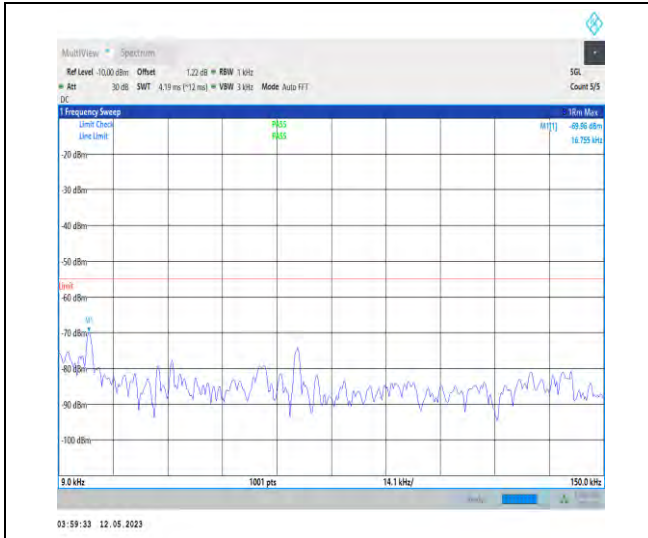 MultiView Spectrum
Ref Level -10.00 dBm Offset 1.22 dB RBW 1 kHz SGL
Att 30 dB SWT 4.19 ms (~12 ms) VBW 3 kHz Mode Auto FFT Count 5/5
DC
1 Frequency Sweep 1Rm Max
Limit Check PASS M1[1] -69.96 dBm
Line Limit PASS 16.755 kHz
-20 dBm
-30 dBm
-40 dBm
-50 dBm
Limit
-60 dBm
M1
-70 dBm
-80 dBm
-90 dBm
-100 dBm
9.0 kHz 1001 pts 14.1 kHz/ 150.0 kHz
03:59:33 12.05.2023